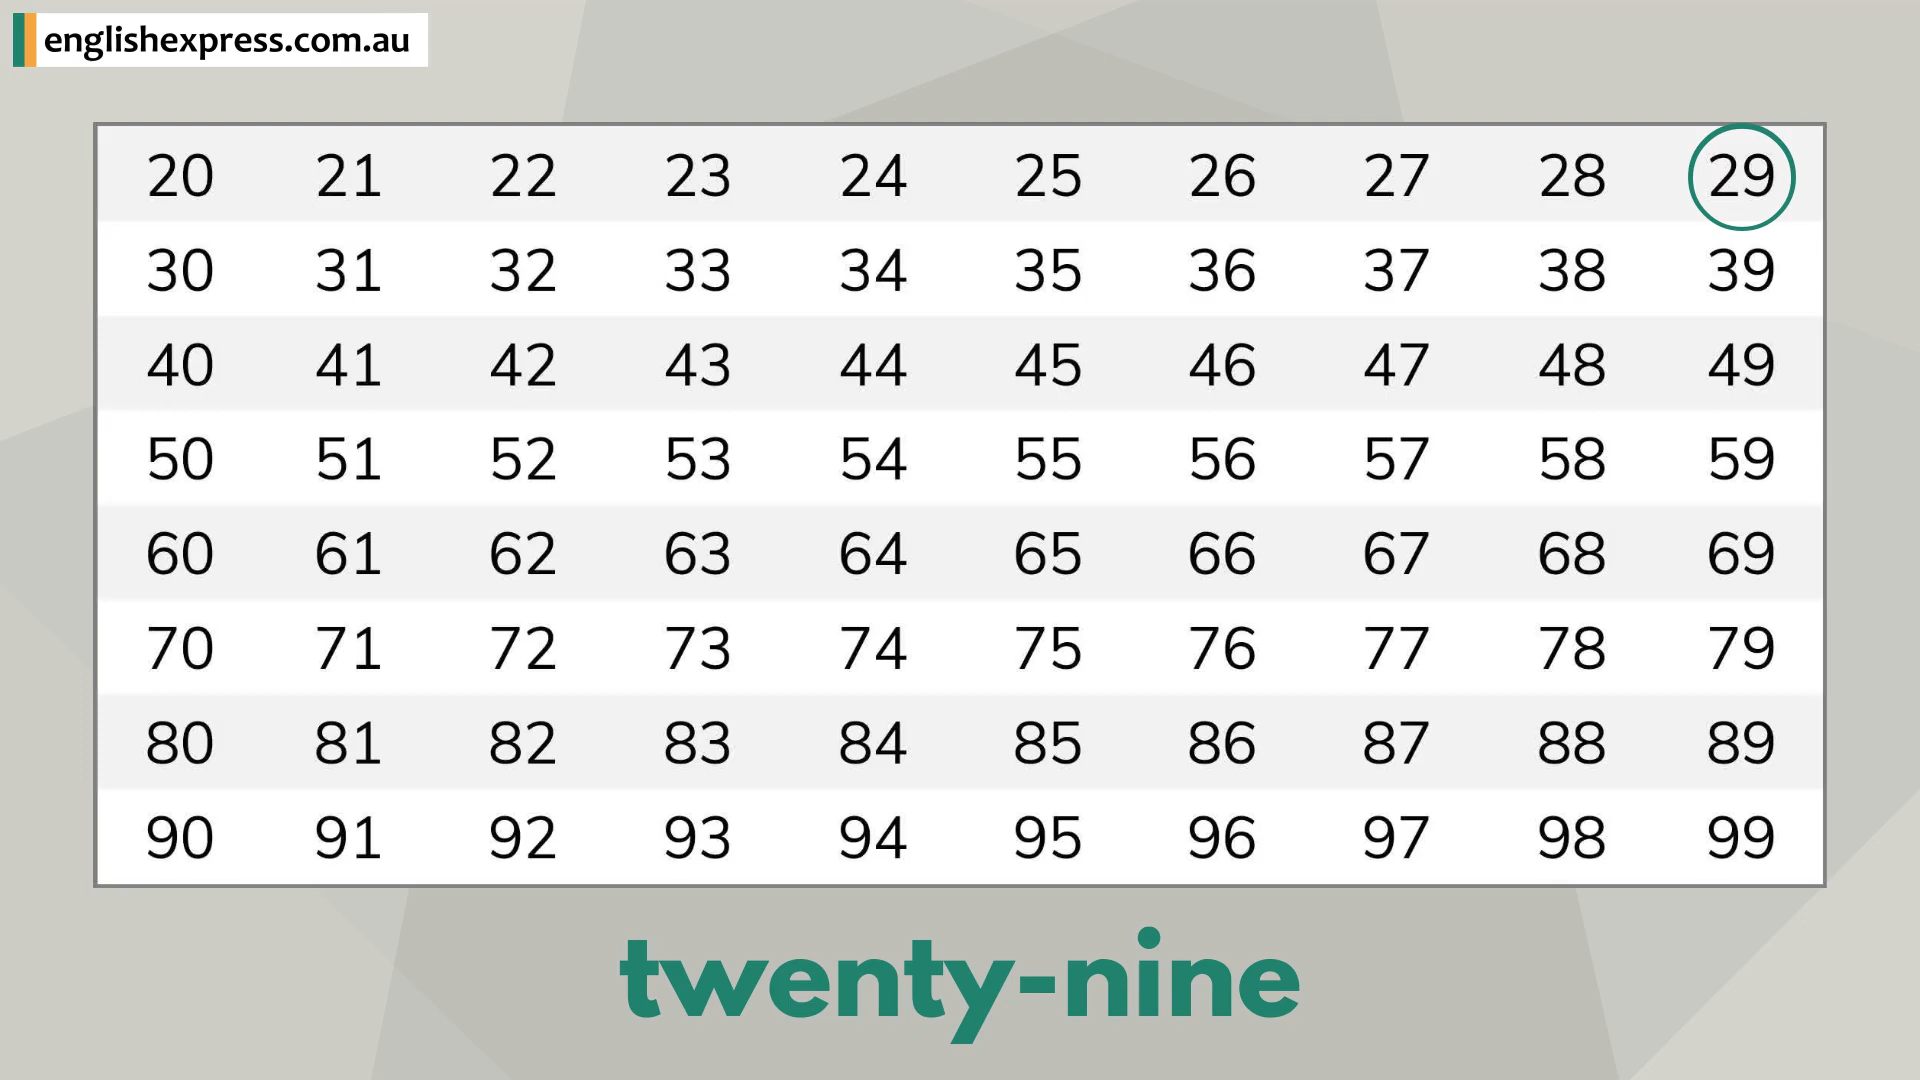 englishexpress.com.au
20 21 22 23 24 25 26 27 28 29
30 31 32 33 34 35 36 37 38 39
40 41 42 43 44 45 46 47 48 49
50 51 52 53 54 55 56 57 58 59
60 61 62 63 64 65 66 67 68 69
70 71 72 73 74 75 76 77 78 79
80 81 82 83 84 85 86 87 88 89
90 91 92 93 94 95 96 97 98 99
twenty-nine